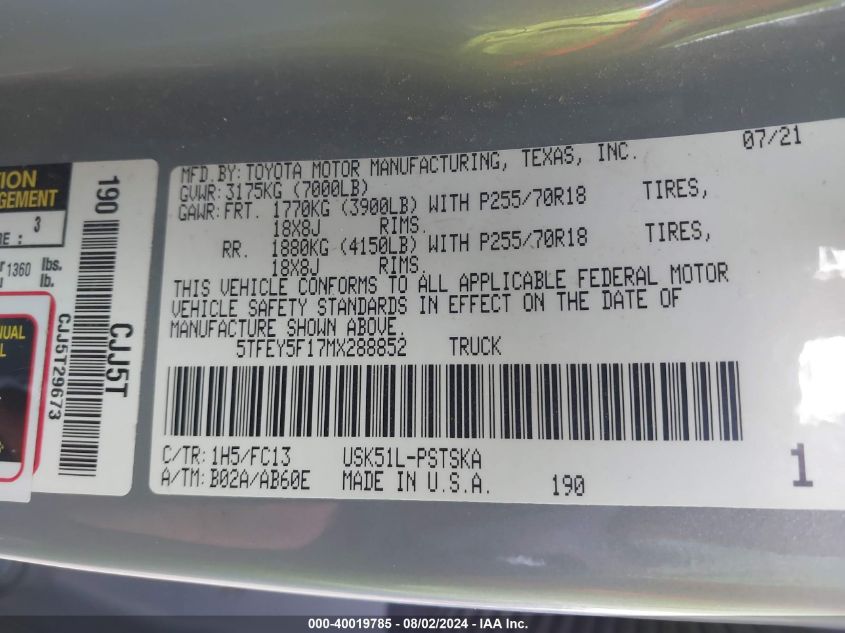 MFD.BY: TOYOTA MOTOR MANUFACTURING, TEXAS, INC. 07/21
GVWR: 3175KG (7000LB)
GAWR: FRT. 1770KG (3900LB) WITH P255/70R18 TIRES,
18X8J RIMS.
RR. 1880KG (4150LB) WITH P255/70R18 TIRES,
18X8J RIMS.
THIS VEHICLE CONFORMS TO ALL APPLICABLE FEDERAL MOTOR
VEHICLE SAFETY STANDARDS IN EFFECT ON THE DATE OF
MANUFACTURE SHOWN ABOVE.
5TFEY5F17MX288852 TRUCK
C/TR: 1H5/FC13 USK51L-PSTSKA
A/TM: B02A/AB60E MADE IN U.S.A. 190 1
190
CJJ5T
CJJ5T29673
3
1360 lbs.
lb.
000-40019785 - 08/02/2024 - IAA Inc.